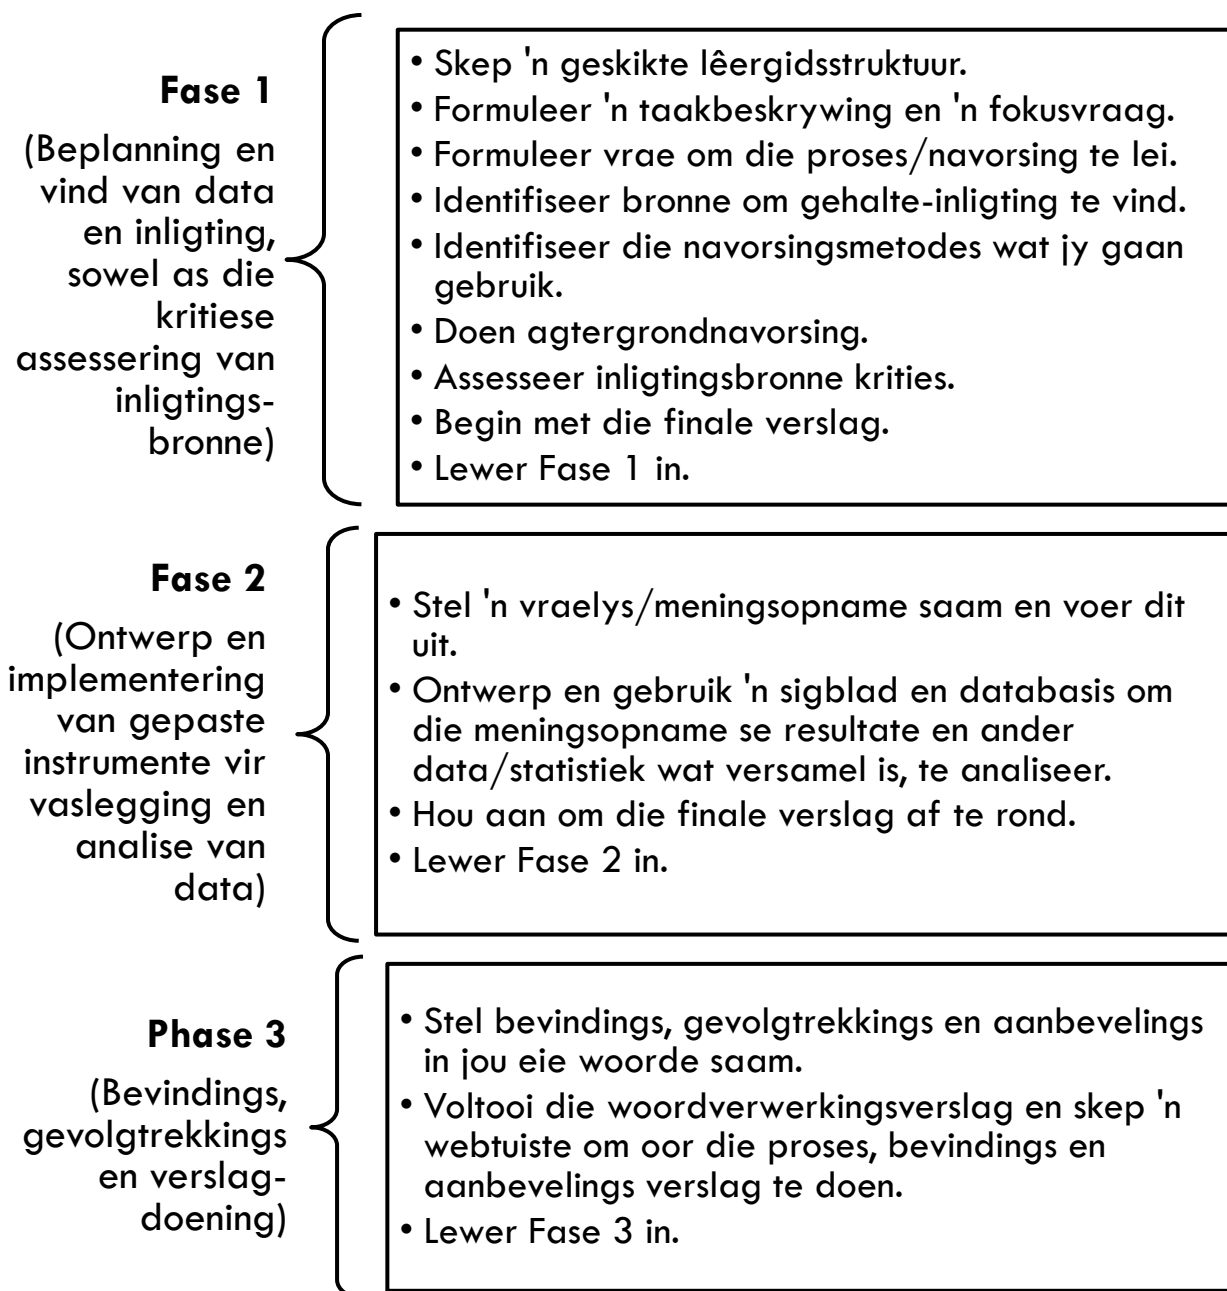 Fase 1
(Beplanning en
vind van data
en inligting,
sowel as die
kritiese
assessering van
inligtings-
bronne)
• Skep 'n geskikte lêergidsstruktuur.
• Formuleer 'n taakbeskrywing en 'n fokusvraag.
• Formuleer vrae om die proses/navorsing te lei.
• Identifiseer bronne om gehalte-inligting te vind.
• Identifiseer die navorsingsmetodes wat jy gaan
gebruik.
• Doen agtergrondnavorsing.
• Assesseer inligtingsbronne krities.
• Begin met die finale verslag.
• Lewer Fase 1 in.
Fase 2
(Ontwerp en
implementering
van gepaste
instrumente vir
vaslegging en
analise van
data)
• Stel 'n vraelys/meningsopname saam en voer dit
uit.
• Ontwerp en gebruik 'n sigblad en databasis om
die meningsopname se resultate en ander
data/statistiek wat versamel is, te analiseer.
• Hou aan om die finale verslag af te rond.
• Lewer Fase 2 in.
Phase 3
(Bevindings,
gevolgtrekkings
en verslag-
doening)
• Stel bevindings, gevolgtrekkings en aanbevelings
in jou eie woorde saam.
• Voltooi die woordverwerkingsverslag en skep 'n
webtuiste om oor die proses, bevindings en
aanbevelings verslag te doen.
• Lewer Fase 3 in.